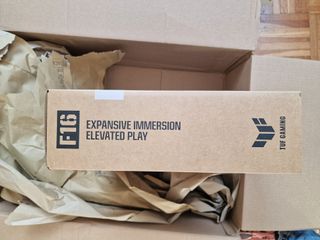 F16
EXPANSIVE IMMERSION
ELEVATED PLAY
TUF GAMING